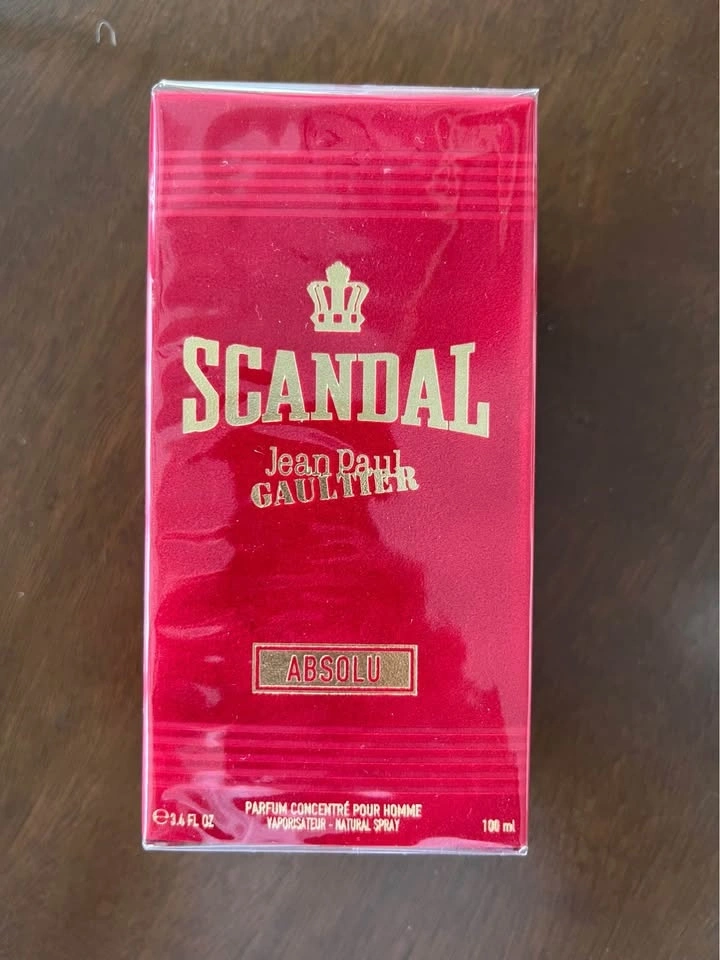 SCANDAL
Jean Paul
GAULTIER
ABSOLU
PARFUM CONCENTRÉ POUR HOMME
VAPORISATEUR - NATURAL SPRAY
℮ 3.4 FL OZ
100 ml